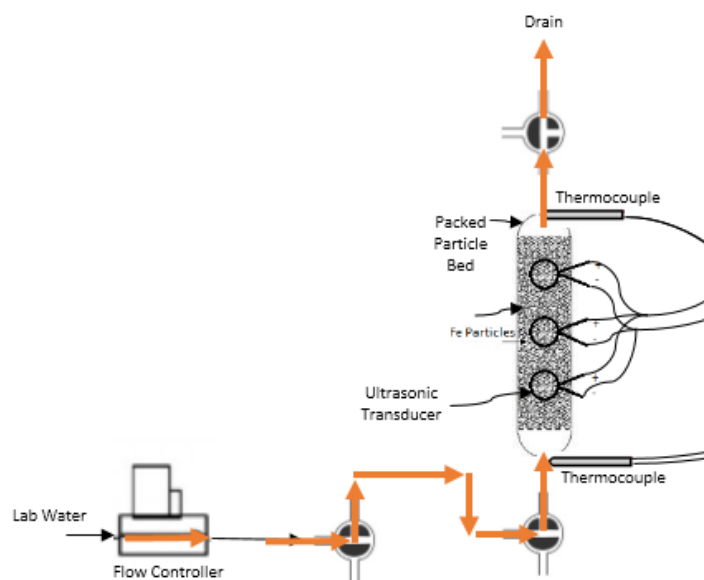 Drain
Thermocouple
Packed
Particle
Bed
+
-
Fe Particles
+
-
Ultrasonic
Transducer
+
-
Thermocouple
Lab Water
Flow Controller